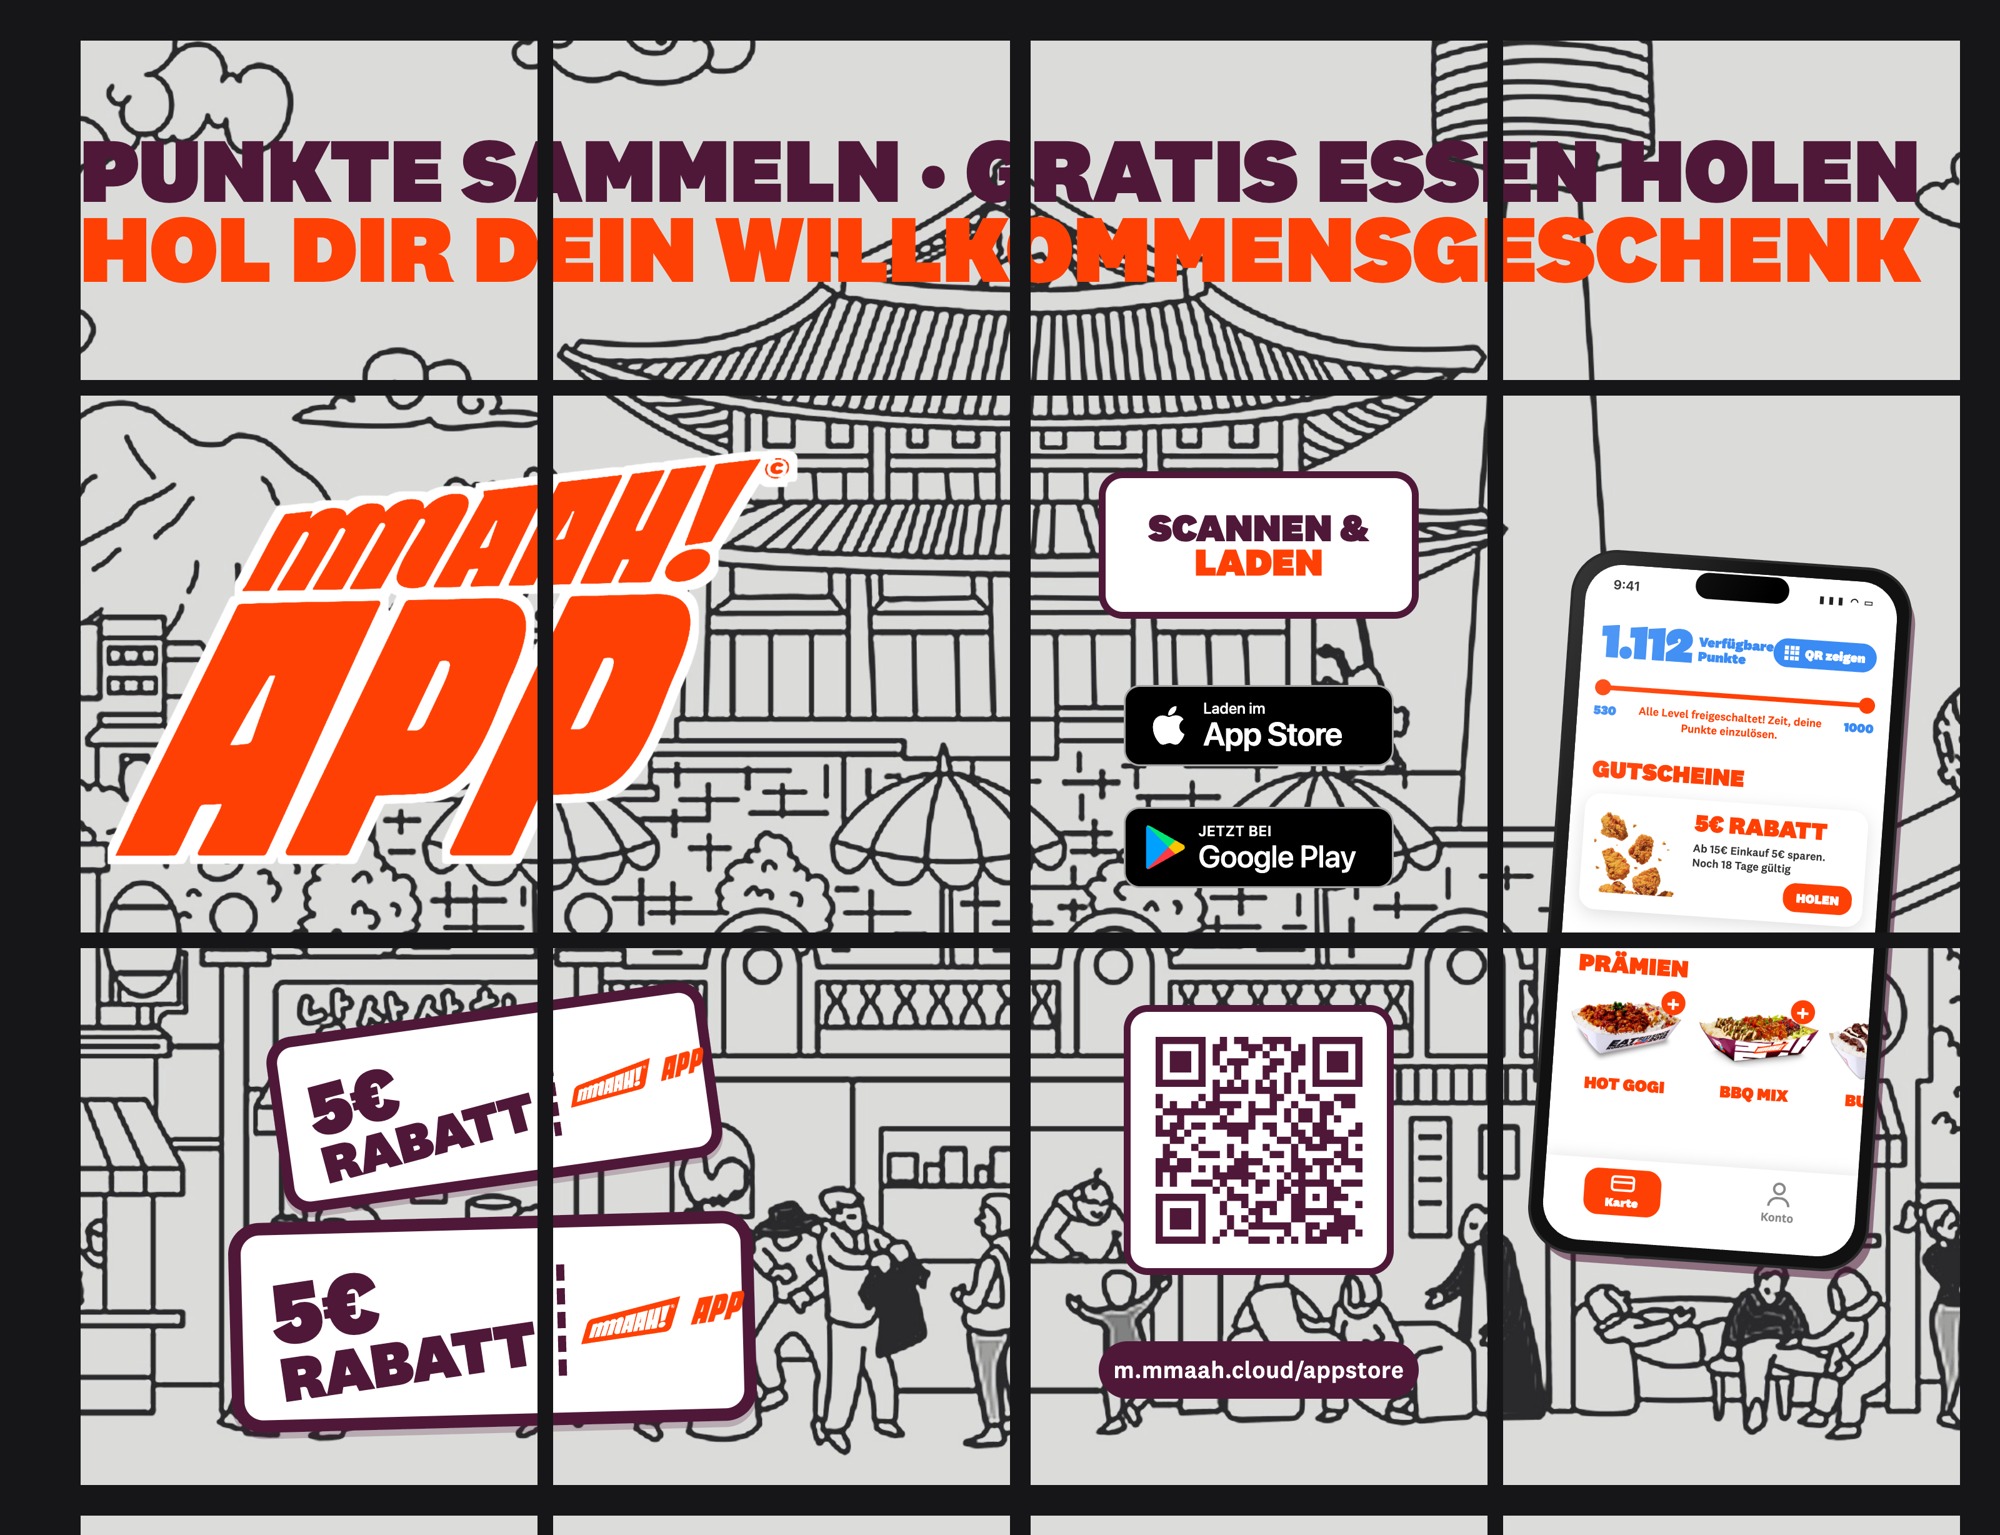 PUNKTE SAMMELN • GRATIS ESSEN HOLEN
HOL DIR DEIN WILLKOMMENSGESCHENK
mmAAH! ©
APP
SCANNEN &
LADEN
Laden im
App Store
JETZT BEI
Google Play
9:41
1.112 Verfügbare
Punkte
QR zeigen
530
Alle Level freigeschaltet! Zeit, deine
Punkte einzulösen.
1000
GUTSCHEINE
5€ RABATT
Ab 15€ Einkauf 5€ sparen.
Noch 18 Tage gültig
HOLEN
PRÄMIEN
HOT GOGI
BBQ MIX
BU
Karte
Konto
5€
RABATT
mmAAH! APP
5€
RABATT
mmAAH! APP
m.mmaah.cloud/appstore